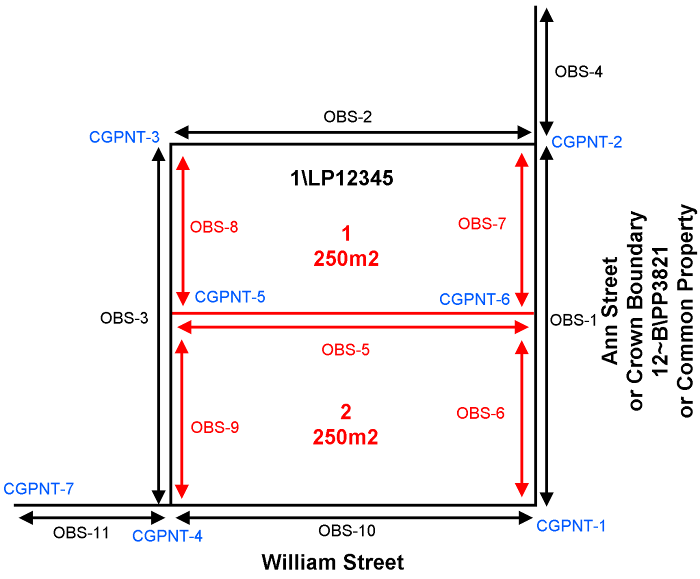 OBS-4
OBS-2
CGPNT-3
CGPNT-2
1\LP12345
OBS-8
OBS-7
1
250m2
CGPNT-5
CGPNT-6
OBS-3
OBS-1
Ann Street
or Crown Boundary
12~B\PP3821
or Common Property
OBS-5
OBS-9
2
250m2
OBS-6
CGPNT-7
OBS-11
CGPNT-4
OBS-10
CGPNT-1
William Street